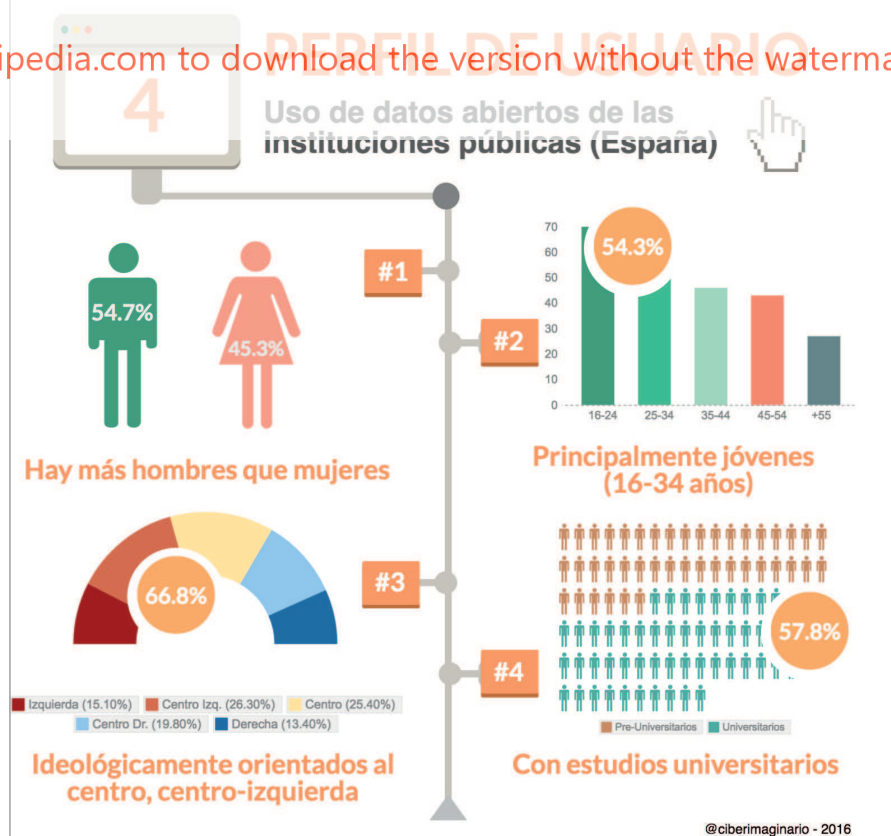 ipedia.com to download the version without the waterma
PERFIL DE USUARIO
4
Uso de datos abiertos de las
instituciones públicas (España)
#1
54.7%
45.3%
Hay más hombres que mujeres
#2
70
60
50
40
30
20
10
0
54.3%
16-24 25-34 35-44 45-54 +55
Principalmente jóvenes
(16-34 años)
#3
66.8%
Izquierda (15.10%) Centro Izq. (26.30%) Centro (25.40%)
Centro Dr. (19.80%) Derecha (13.40%)
Ideológicamente orientados al
centro, centro-izquierda
#4
57.8%
Pre-Universitarios Universitarios
Con estudios universitarios
@ciberimaginario - 2016